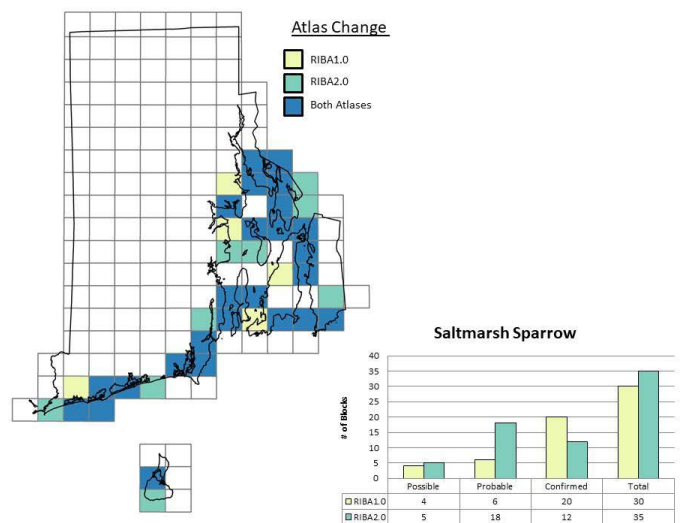 Atlas Change
RIBA1.0
RIBA2.0
Both Atlases
Saltmarsh Sparrow
# of Blocks
40
35
30
25
20
15
10
5
0
Possible Probable Confirmed Total
RIBA1.0 4 6 20 30
RIBA2.0 5 18 12 35